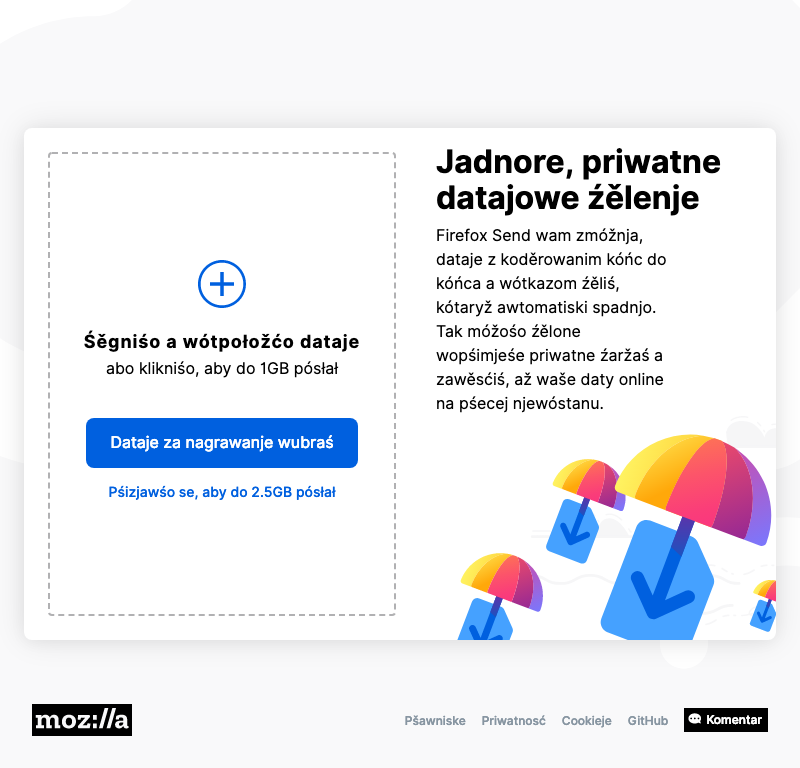 Jadnore, priwatne
datajowe źělenje
Firefox Send wam zmóžnja,
dataje z koděrowanim kóńc do
kóńca a wótkazom źěliś,
kótaryž awtomatiski spadnjo.
Tak móžośo źělone
wopśimjeśe priwatne źaržaś a
zawěsćiś, až waše daty online
na pśecej njewóstanu.
Śěgniśo a wótpołožćo dataje
abo klikniśo, aby do 1GB pósłał
Dataje za nagrawanje wubraś
Pśizjawśo se, aby do 2.5GB pósłał
moz://a
Pšawniske
Priwatnosć
Cookieje
GitHub
Komentar